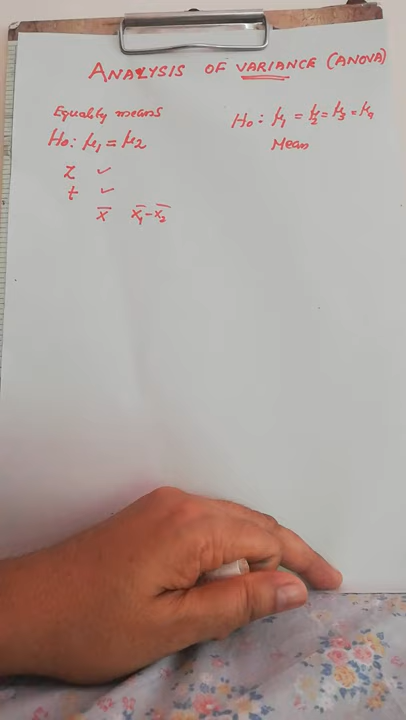 ANALYSIS OF VARIANCE (ANOVA)
Equality means
H₀: μ₁ = μ₂
Z ✓
t ✓
x̄ x̄₁-x̄₂
H₀: μ₁ = μ₂ = μ₃ = μ₄
Mean